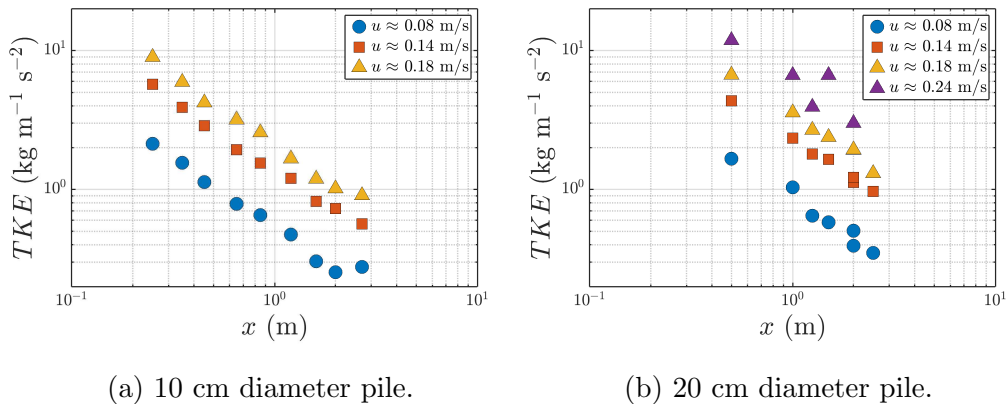 TKE (kg m⁻¹ s⁻²)
10¹
10⁰
u ≈ 0.08 m/s
u ≈ 0.14 m/s
u ≈ 0.18 m/s
10⁻¹ 10⁰ 10¹
x (m)
(a) 10 cm diameter pile.
TKE (kg m⁻¹ s⁻²)
10¹
10⁰
u ≈ 0.08 m/s
u ≈ 0.14 m/s
u ≈ 0.18 m/s
u ≈ 0.24 m/s
10⁻¹ 10⁰ 10¹
x (m)
(b) 20 cm diameter pile.